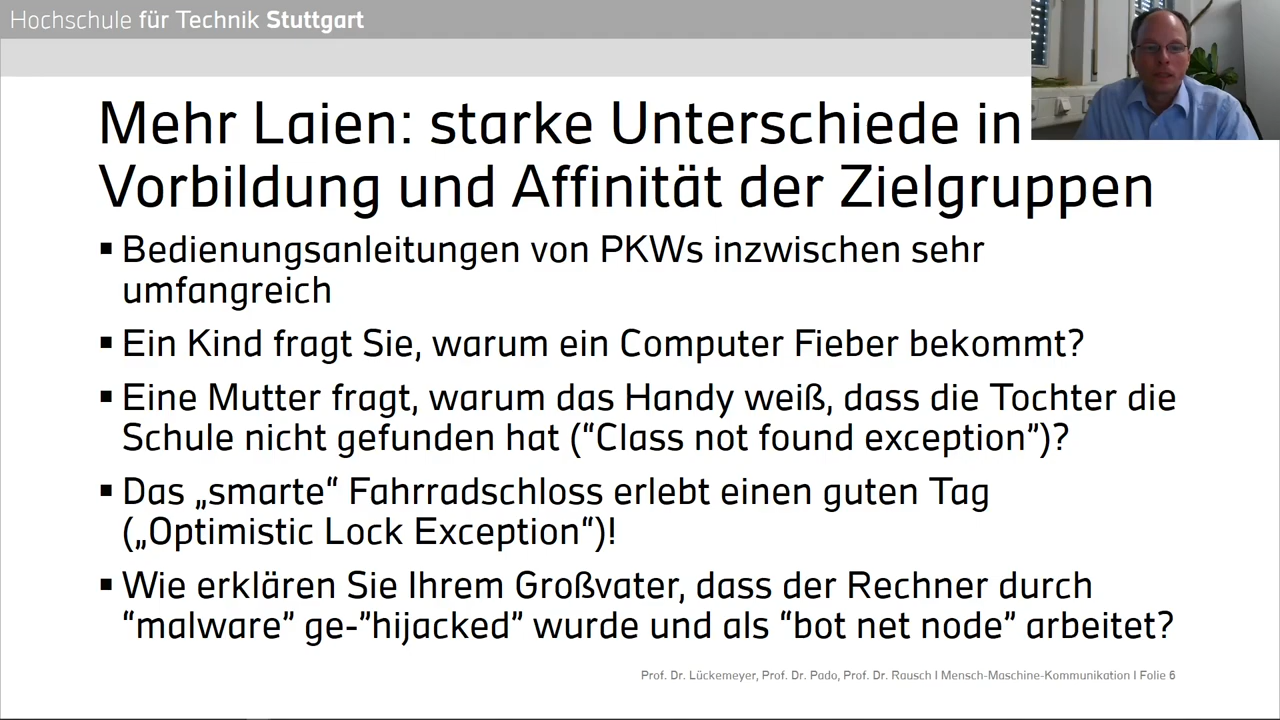 Hochschule für Technik Stuttgart
Mehr Laien: starke Unterschiede in
Vorbildung und Affinität der Zielgruppen
▪ Bedienungsanleitungen von PKWs inzwischen sehr
umfangreich
▪ Ein Kind fragt Sie, warum ein Computer Fieber bekommt?
▪ Eine Mutter fragt, warum das Handy weiß, dass die Tochter die
Schule nicht gefunden hat (“Class not found exception”)?
▪ Das „smarte“ Fahrradschloss erlebt einen guten Tag
(„Optimistic Lock Exception“)!
▪ Wie erklären Sie Ihrem Großvater, dass der Rechner durch
“malware” ge-”hijacked” wurde und als “bot net node” arbeitet?
Prof. Dr. Lückemeyer, Prof. Dr. Pado, Prof. Dr. Rausch I Mensch-Maschine-Kommunikation I Folie 6